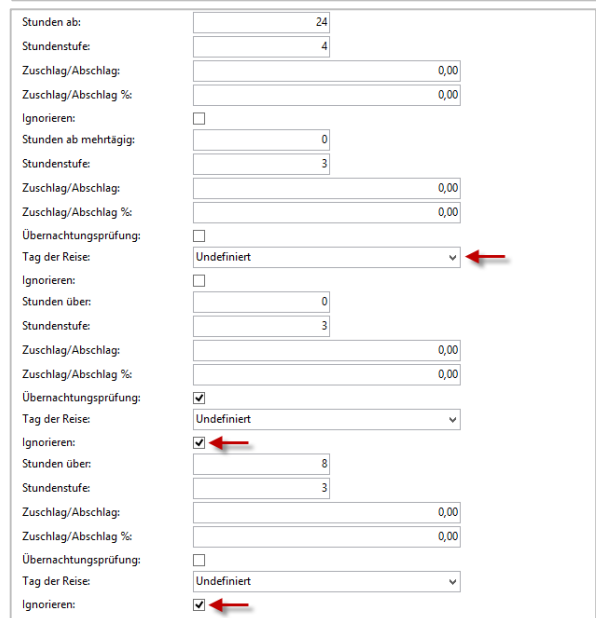 Stunden ab: 24
Stundenstufe: 4
Zuschlag/Abschlag: 0,00
Zuschlag/Abschlag %: 0,00
Ignorieren:
Stunden ab mehrtägig: 0
Stundenstufe: 3
Zuschlag/Abschlag: 0,00
Zuschlag/Abschlag %: 0,00
Übernachtungsprüfung:
Tag der Reise: Undefiniert
Ignorieren:
Stunden über: 0
Stundenstufe: 3
Zuschlag/Abschlag: 0,00
Zuschlag/Abschlag %: 0,00
Übernachtungsprüfung:
Tag der Reise: Undefiniert
Ignorieren:
Stunden über: 8
Stundenstufe: 3
Zuschlag/Abschlag: 0,00
Zuschlag/Abschlag %: 0,00
Übernachtungsprüfung:
Tag der Reise: Undefiniert
Ignorieren: